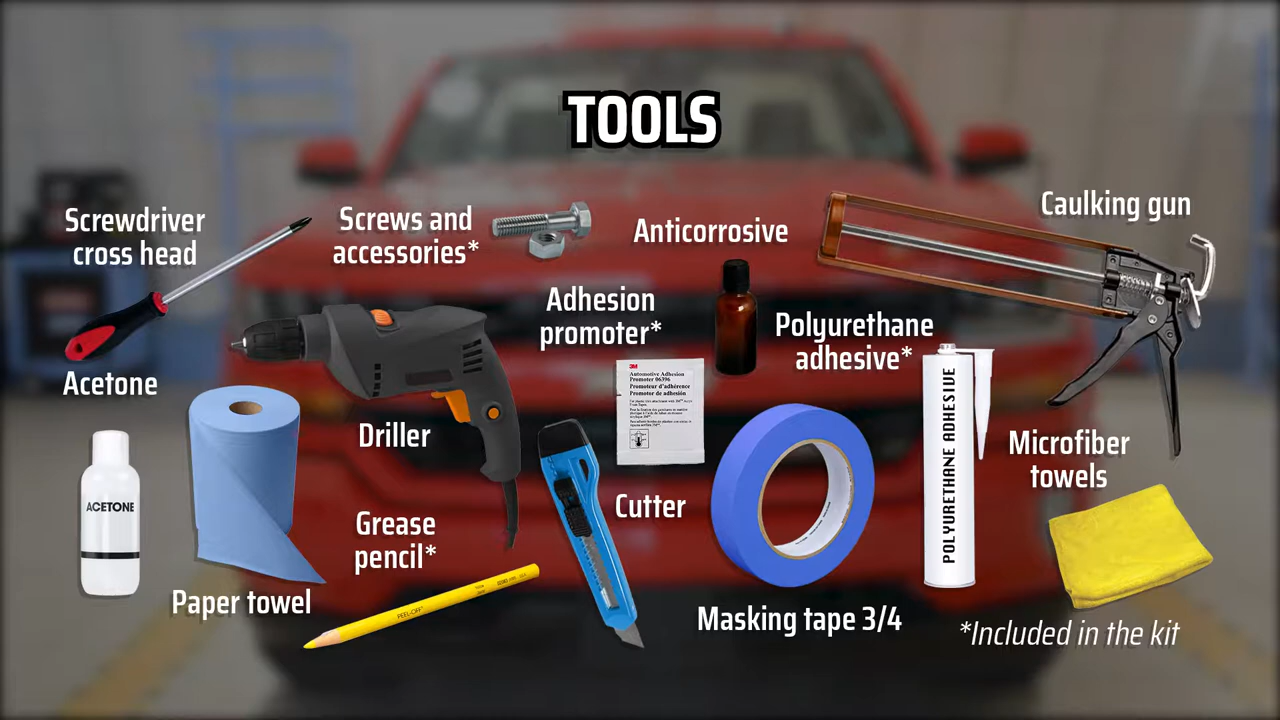 TOOLS
Screwdriver
cross head
Screws and
accessories*
Anticorrosive
Caulking gun
Adhesion
promoter*
Polyurethane
adhesive*
Acetone
3M
Automotive Adhesion
Promoter 06396
Promoteur d'adhérence
Promotor de adhesión
Driller
Microfiber
towels
ACETONE
Cutter
POLYURETHANE ADHESIVE
Grease
pencil*
PEEL-OFF
Paper towel
Masking tape 3/4
*Included in the kit